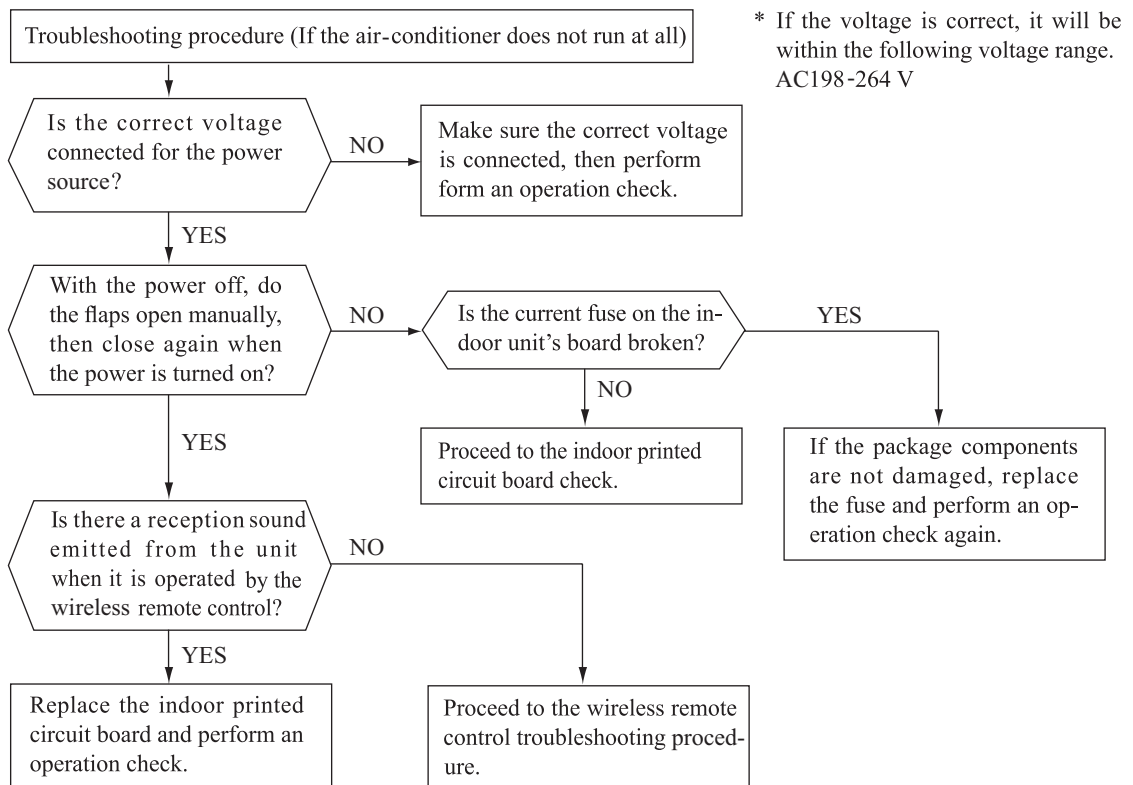 Troubleshooting procedure (If the air-conditioner does not run at all)
* If the voltage is correct, it will be
within the following voltage range.
AC198-264 V
Is the correct voltage
connected for the power
source?
NO
Make sure the correct voltage
is connected, then perform
form an operation check.
YES
With the power off, do
the flaps open manually,
then close again when
the power is turned on?
NO
Is the current fuse on the in-
door unit's board broken?
YES
NO
YES
Proceed to the indoor printed
circuit board check.
If the package components
are not damaged, replace
the fuse and perform an op-
eration check again.
Is there a reception sound
emitted from the unit
when it is operated by the
wireless remote control?
NO
YES
Replace the indoor printed
circuit board and perform an
operation check.
Proceed to the wireless remote
control troubleshooting proced-
ure.